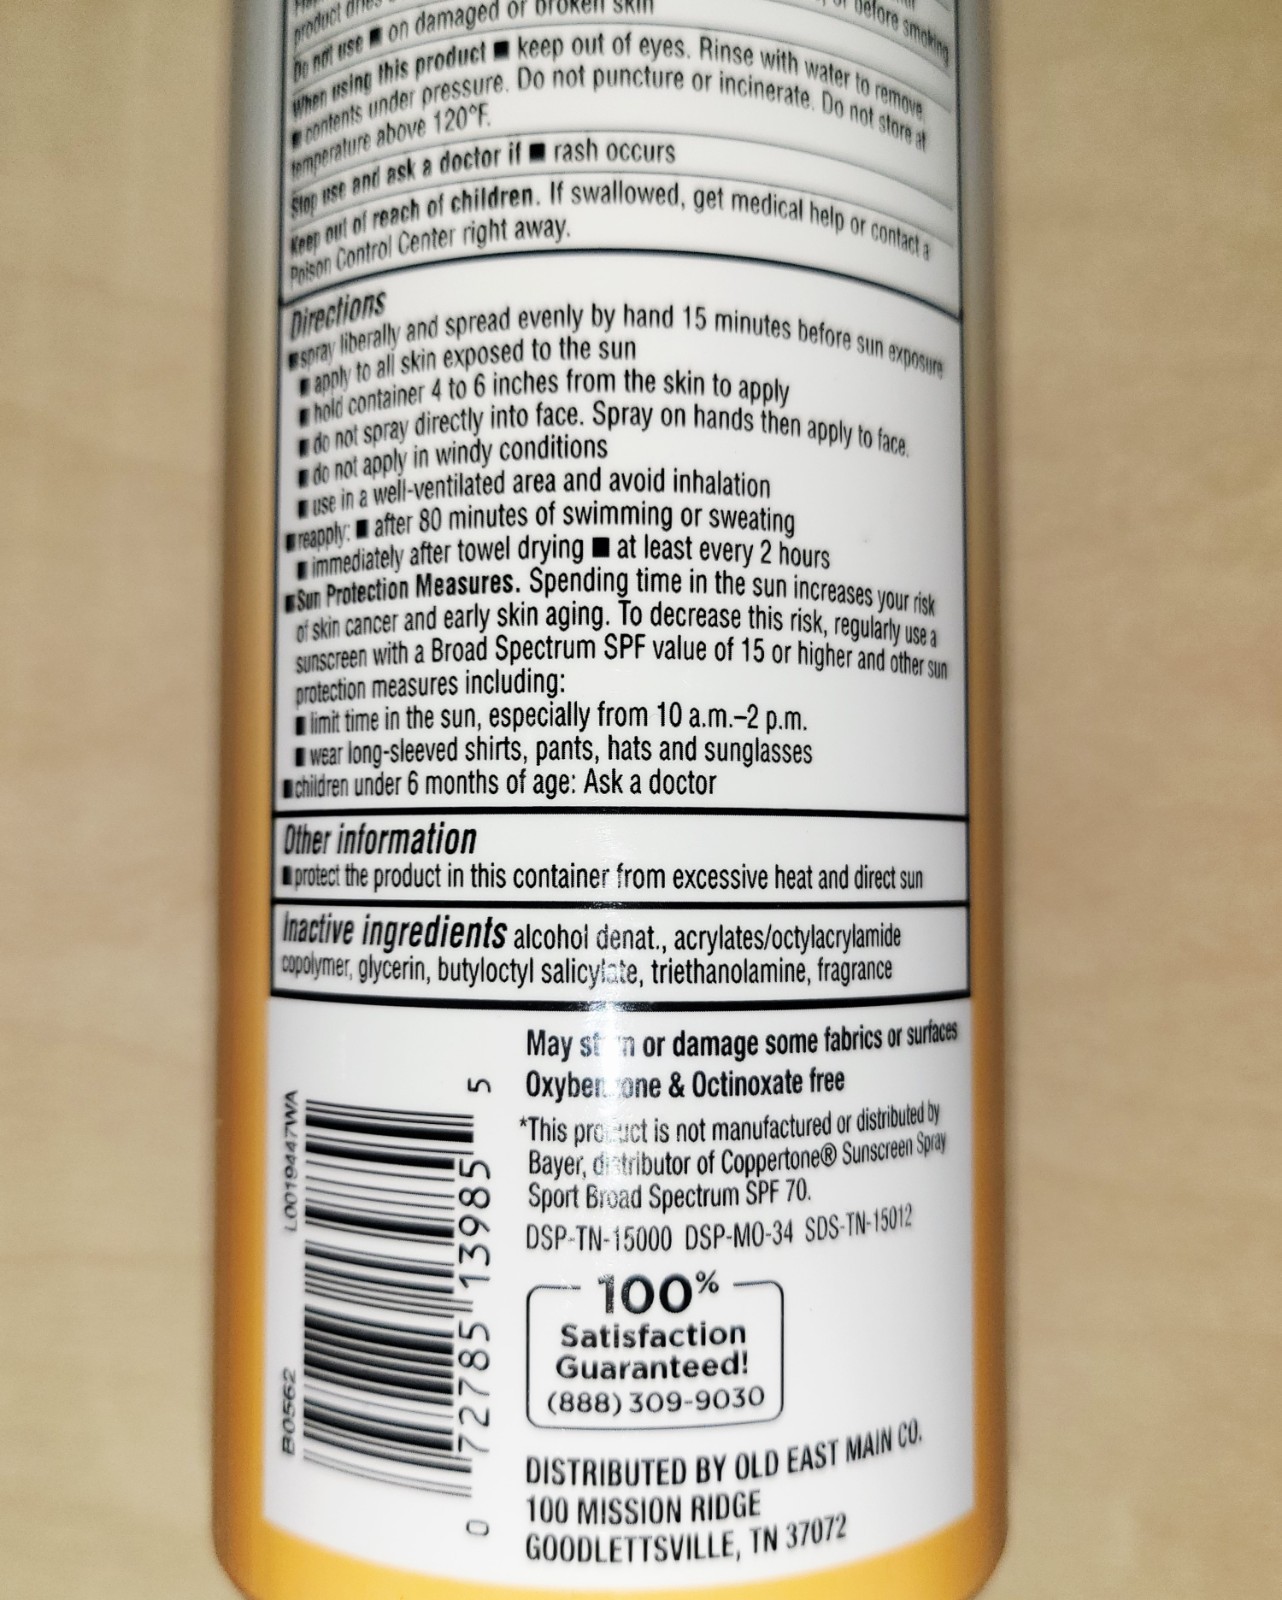 product dries
before smoking
Do not use ■ on damaged or broken skin
When using this product ■ keep out of eyes. Rinse with water to remove.
■ contents under pressure. Do not puncture or incinerate. Do not store at
temperature above 120°F.
Stop use and ask a doctor if ■ rash occurs
Keep out of reach of children. If swallowed, get medical help or contact a
Poison Control Center right away.
Directions
■ spray liberally and spread evenly by hand 15 minutes before sun exposure
■ apply to all skin exposed to the sun
■ hold container 4 to 6 inches from the skin to apply
■ do not spray directly into face. Spray on hands then apply to face.
■ do not apply in windy conditions
■ use in a well-ventilated area and avoid inhalation
■ reapply: ■ after 80 minutes of swimming or sweating
■ immediately after towel drying ■ at least every 2 hours
■ Sun Protection Measures. Spending time in the sun increases your risk
of skin cancer and early skin aging. To decrease this risk, regularly use a
sunscreen with a Broad Spectrum SPF value of 15 or higher and other sun
protection measures including:
■ limit time in the sun, especially from 10 a.m.–2 p.m.
■ wear long-sleeved shirts, pants, hats and sunglasses
■ children under 6 months of age: Ask a doctor
Other information
■ protect the product in this container from excessive heat and direct sun
Inactive ingredients alcohol denat., acrylates/octylacrylamide
copolymer, glycerin, butyloctyl salicylate, triethanolamine, fragrance
May stain or damage some fabrics or surfaces
Oxybenzone & Octinoxate free
*This product is not manufactured or distributed by
Bayer, distributor of Coppertone® Sunscreen Spray
Sport Broad Spectrum SPF 70.
DSP-TN-15000 DSP-MO-34 SDS-TN-15012
100%
Satisfaction
Guaranteed!
(888) 309-9030
DISTRIBUTED BY OLD EAST MAIN CO.
100 MISSION RIDGE
GOODLETTSVILLE, TN 37072
B0562 L0019447WA
0 72785 13985 5